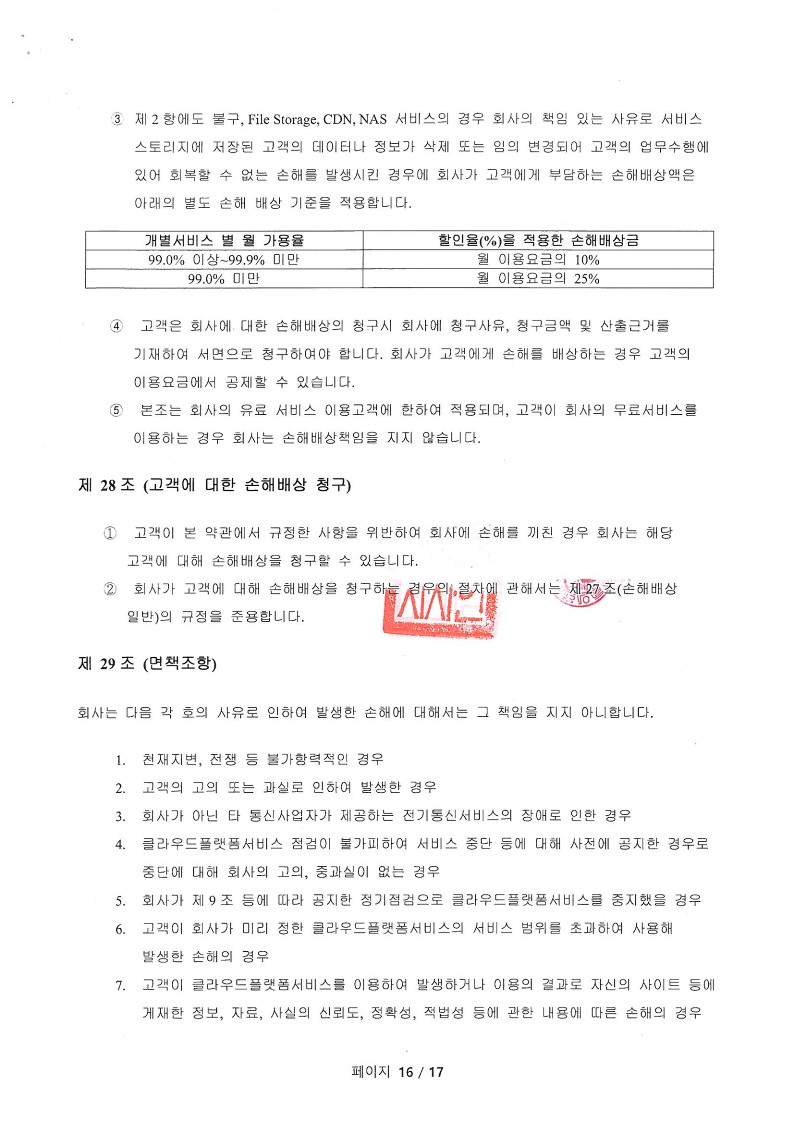 ③ 제 2 항에도 불구, File Storage, CDN, NAS 서비스의 경우 회사의 책임 있는 사유로 서비스
스토리지에 저장된 고객의 데이터나 정보가 삭제 또는 임의 변경되어 고객의 업무수행에
있어 회복할 수 없는 손해를 발생시킨 경우에 회사가 고객에게 부담하는 손해배상액은
아래의 별도 손해 배상 기준을 적용합니다.
개별서비스 별 월 가용율 할인율(%)을 적용한 손해배상금
99.0% 이상~99.9% 미만 월 이용요금의 10%
99.0% 미만 월 이용요금의 25%
④ 고객은 회사에 대한 손해배상의 청구시 회사에 청구사유, 청구금액 및 산출근거를
기재하여 서면으로 청구하여야 합니다. 회사가 고객에게 손해를 배상하는 경우 고객의
이용요금에서 공제할 수 있습니다.
⑤ 본조는 회사의 유료 서비스 이용고객에 한하여 적용되며, 고객이 회사의 무료서비스를
이용하는 경우 회사는 손해배상책임을 지지 않습니다.
제 28 조 (고객에 대한 손해배상 청구)
① 고객이 본 약관에서 규정한 사항을 위반하여 회사에 손해를 끼친 경우 회사는 해당
고객에 대해 손해배상을 청구할 수 있습니다.
② 회사가 고객에 대해 손해배상을 청구하는 경우의 절차에 관해서는 제 27 조(손해배상
일반)의 규정을 준용합니다.
제 29 조 (면책조항)
회사는 다음 각 호의 사유로 인하여 발생한 손해에 대해서는 그 책임을 지지 아니합니다.
1. 천재지변, 전쟁 등 불가항력적인 경우
2. 고객의 고의 또는 과실로 인하여 발생한 경우
3. 회사가 아닌 타 통신사업자가 제공하는 전기통신서비스의 장애로 인한 경우
4. 클라우드플랫폼서비스 점검이 불가피하여 서비스 중단 등에 대해 사전에 공지한 경우로
중단에 대해 회사의 고의, 중과실이 없는 경우
5. 회사가 제 9 조 등에 따라 공지한 정기점검으로 클라우드플랫폼서비스를 중지했을 경우
6. 고객이 회사가 미리 정한 클라우드플랫폼서비스의 서비스 범위를 초과하여 사용해
발생한 손해의 경우
7. 고객이 클라우드플랫폼서비스를 이용하여 발생하거나 이용의 결과로 자신의 사이트 등에
게재한 정보, 자료, 사실의 신뢰도, 정확성, 적법성 등에 관한 내용에 따른 손해의 경우
페이지 16 / 17